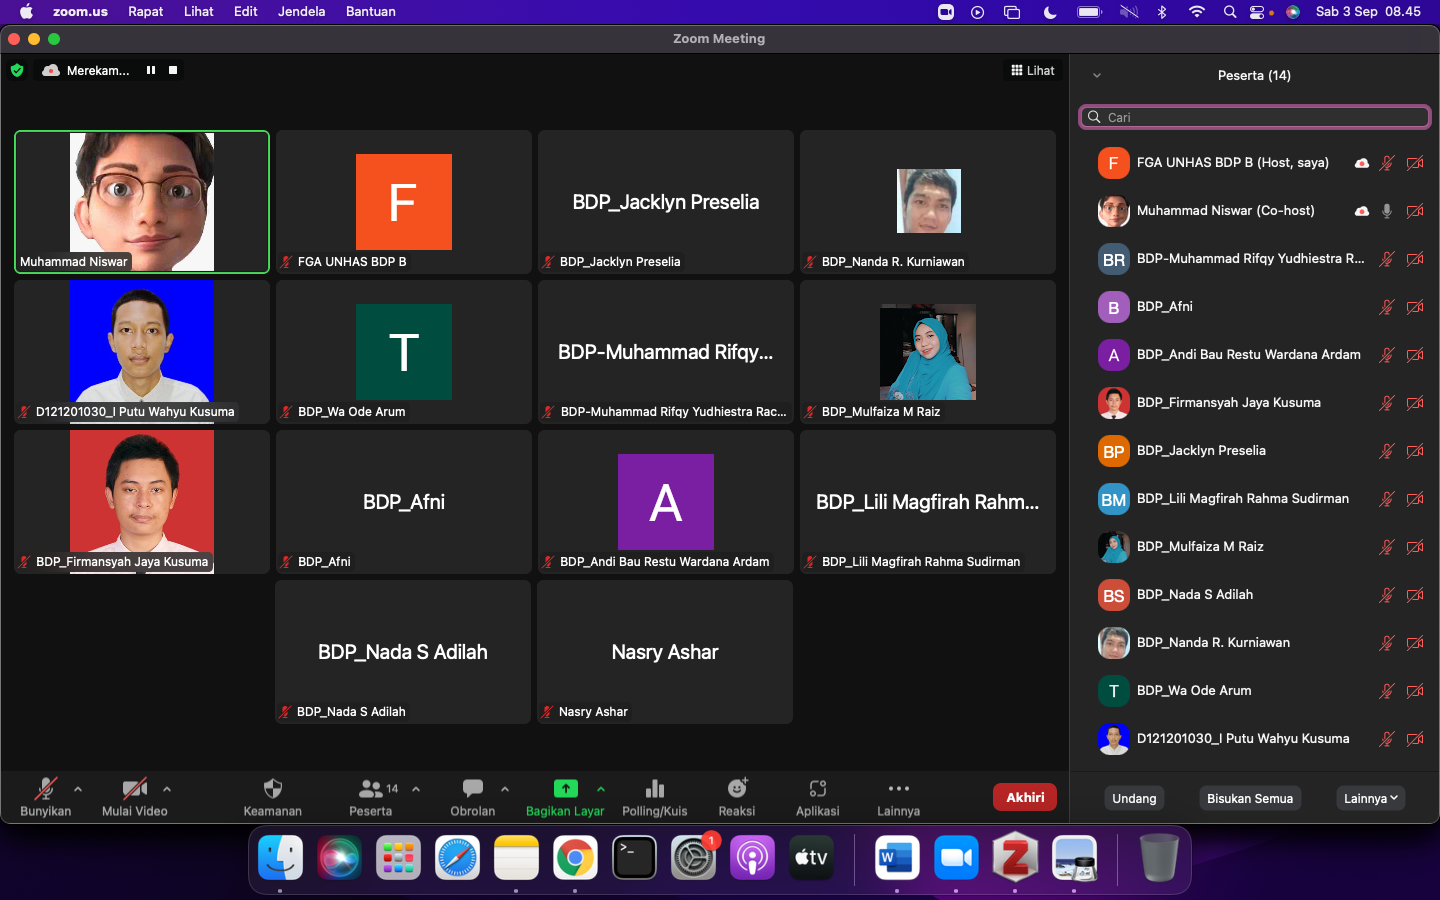 zoom.us Rapat Lihat Edit Jendela Bantuan Sab 3 Sep 08.45
Zoom Meeting
Merekam... Lihat
Muhammad Niswar
F
FGA UNHAS BDP B
BDP_Jacklyn Preselia
BDP_Jacklyn Preselia
BDP_Nanda R. Kurniawan
D121201030_I Putu Wahyu Kusuma
T
BDP_Wa Ode Arum
BDP-Muhammad Rifqy...
BDP-Muhammad Rifqy Yudhiestra Rac...
BDP_Mulfaiza M Raiz
BDP_Firmansyah Jaya Kusuma
BDP_Afni
BDP_Afni
A
BDP_Andi Bau Restu Wardana Ardam
BDP_Lili Magfirah Rahm...
BDP_Lili Magfirah Rahma Sudirman
BDP_Nada S Adilah
BDP_Nada S Adilah
Nasry Ashar
Nasry Ashar
Peserta (14)
Cari
F FGA UNHAS BDP B (Host, saya)
Muhammad Niswar (Co-host)
BR BDP-Muhammad Rifqy Yudhiestra R...
B BDP_Afni
A BDP_Andi Bau Restu Wardana Ardam
BDP_Firmansyah Jaya Kusuma
BP BDP_Jacklyn Preselia
BM BDP_Lili Magfirah Rahma Sudirman
BDP_Mulfaiza M Raiz
BS BDP_Nada S Adilah
BDP_Nanda R. Kurniawan
T BDP_Wa Ode Arum
D121201030_I Putu Wahyu Kusuma
Undang Bisukan Semua Lainnya
14
Bunyikan Mulai Video Keamanan Peserta Obrolan Bagikan Layar Polling/Kuis Reaksi Aplikasi Lainnya Akhiri
>_ 1 tv W Z